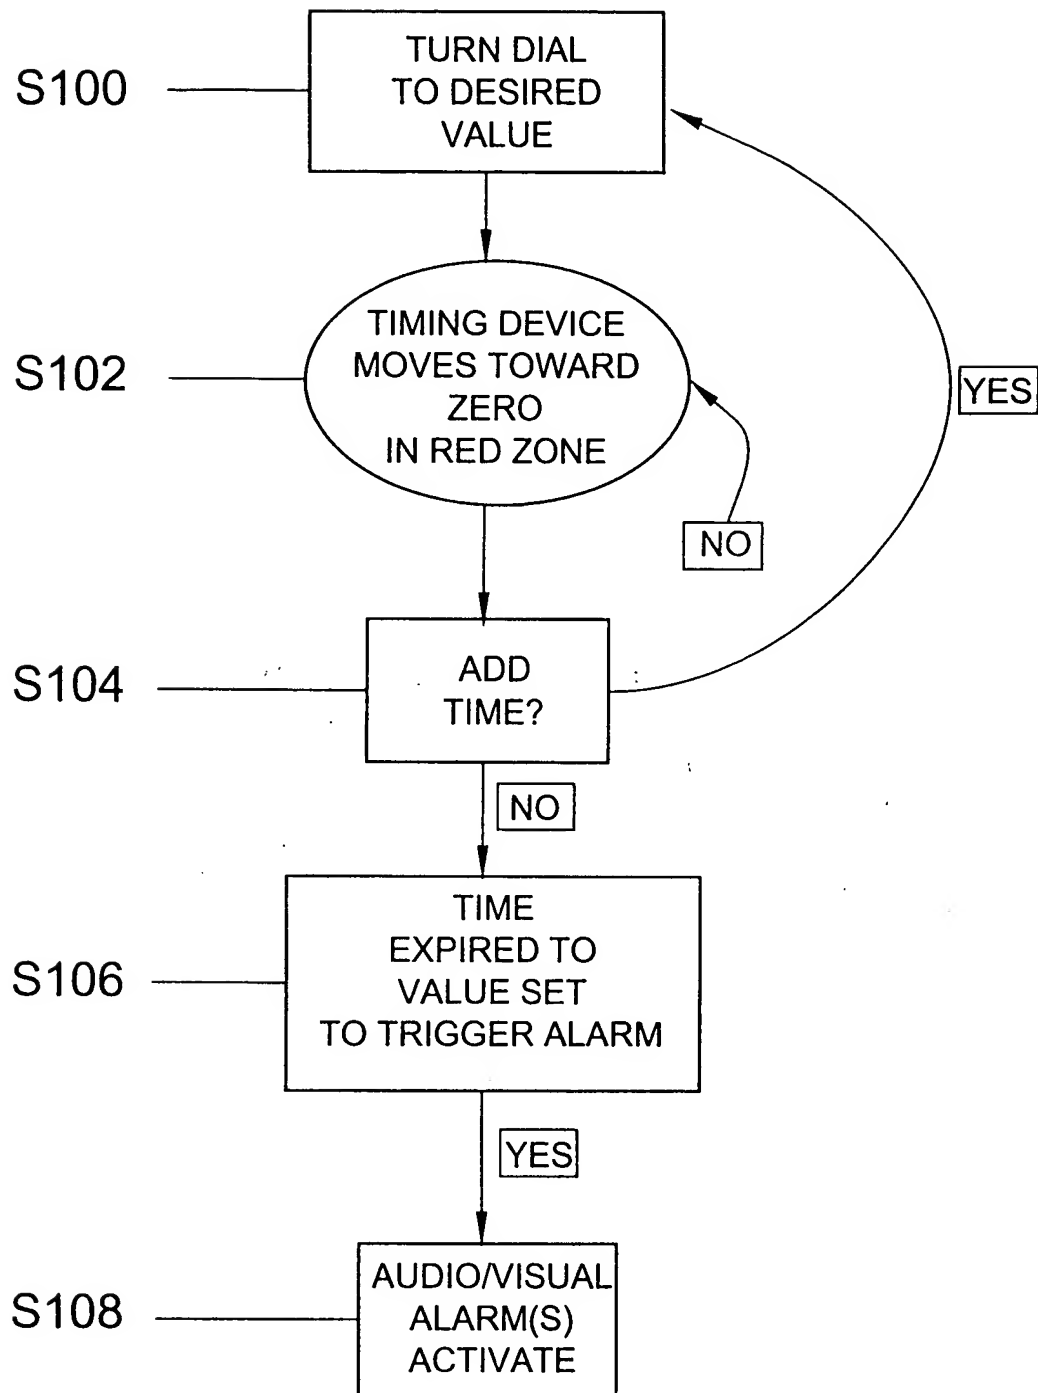 S100
TURN DIAL
TO DESIRED
VALUE
S102
TIMING DEVICE
MOVES TOWARD
ZERO
IN RED ZONE
YES
NO
S104
ADD
TIME?
NO
S106
TIME
EXPIRED TO
VALUE SET
TO TRIGGER ALARM
YES
S108
AUDIO/VISUAL
ALARM(S)
ACTIVATE